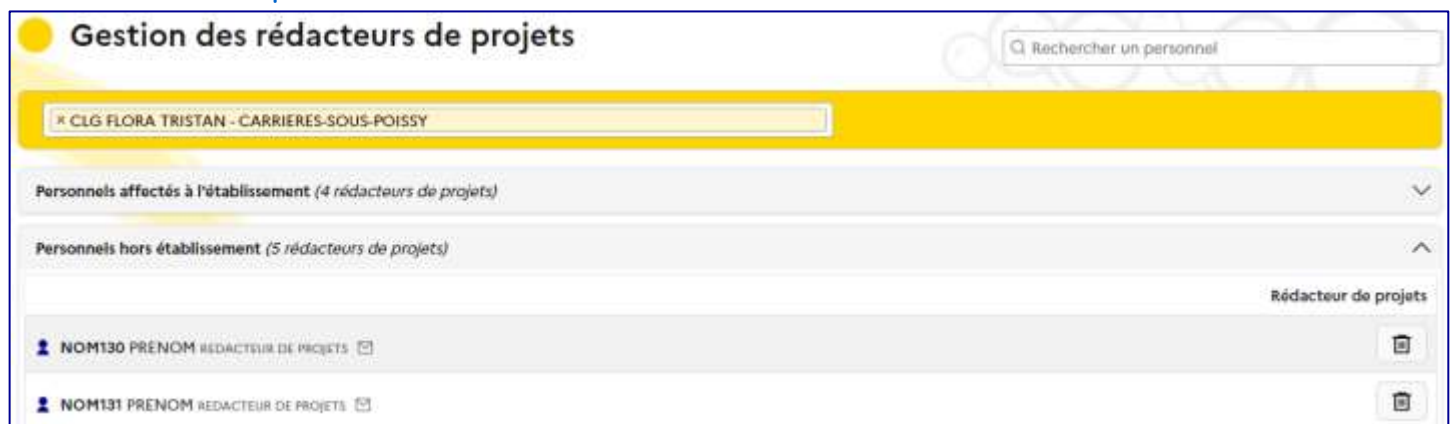 Gestion des rédacteurs de projets
Rechercher un personnel
× CLG FLORA TRISTAN - CARRIERES-SOUS-POISSY
Personnels affectés à l'établissement (4 rédacteurs de projets)
Personnels hors établissement (5 rédacteurs de projets)
Rédacteur de projets
NOM130 PRENOM REDACTEUR DE PROJETS
NOM131 PRENOM REDACTEUR DE PROJETS